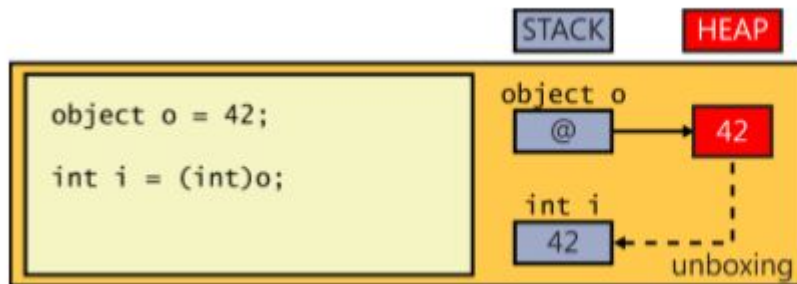 STACK HEAP
object o = 42;
int i = (int)o;
object o
@ 42
int i
42
unboxing